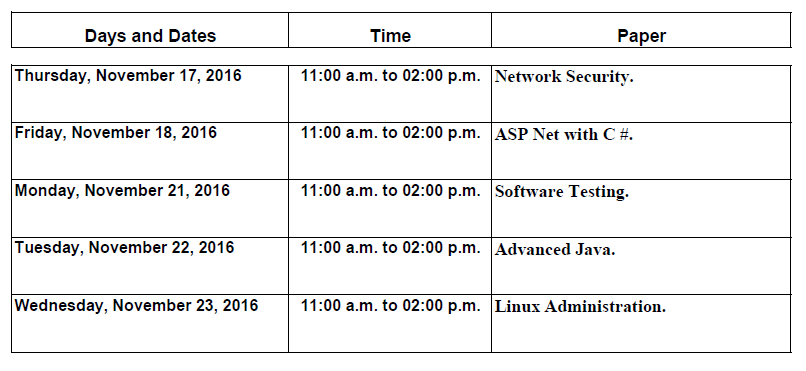 Days and Dates Time Paper
Thursday, November 17, 2016 11:00 a.m. to 02:00 p.m. Network Security.
Friday, November 18, 2016 11:00 a.m. to 02:00 p.m. ASP Net with C #.
Monday, November 21, 2016 11:00 a.m. to 02:00 p.m. Software Testing.
Tuesday, November 22, 2016 11:00 a.m. to 02:00 p.m. Advanced Java.
Wednesday, November 23, 2016 11:00 a.m. to 02:00 p.m. Linux Administration.